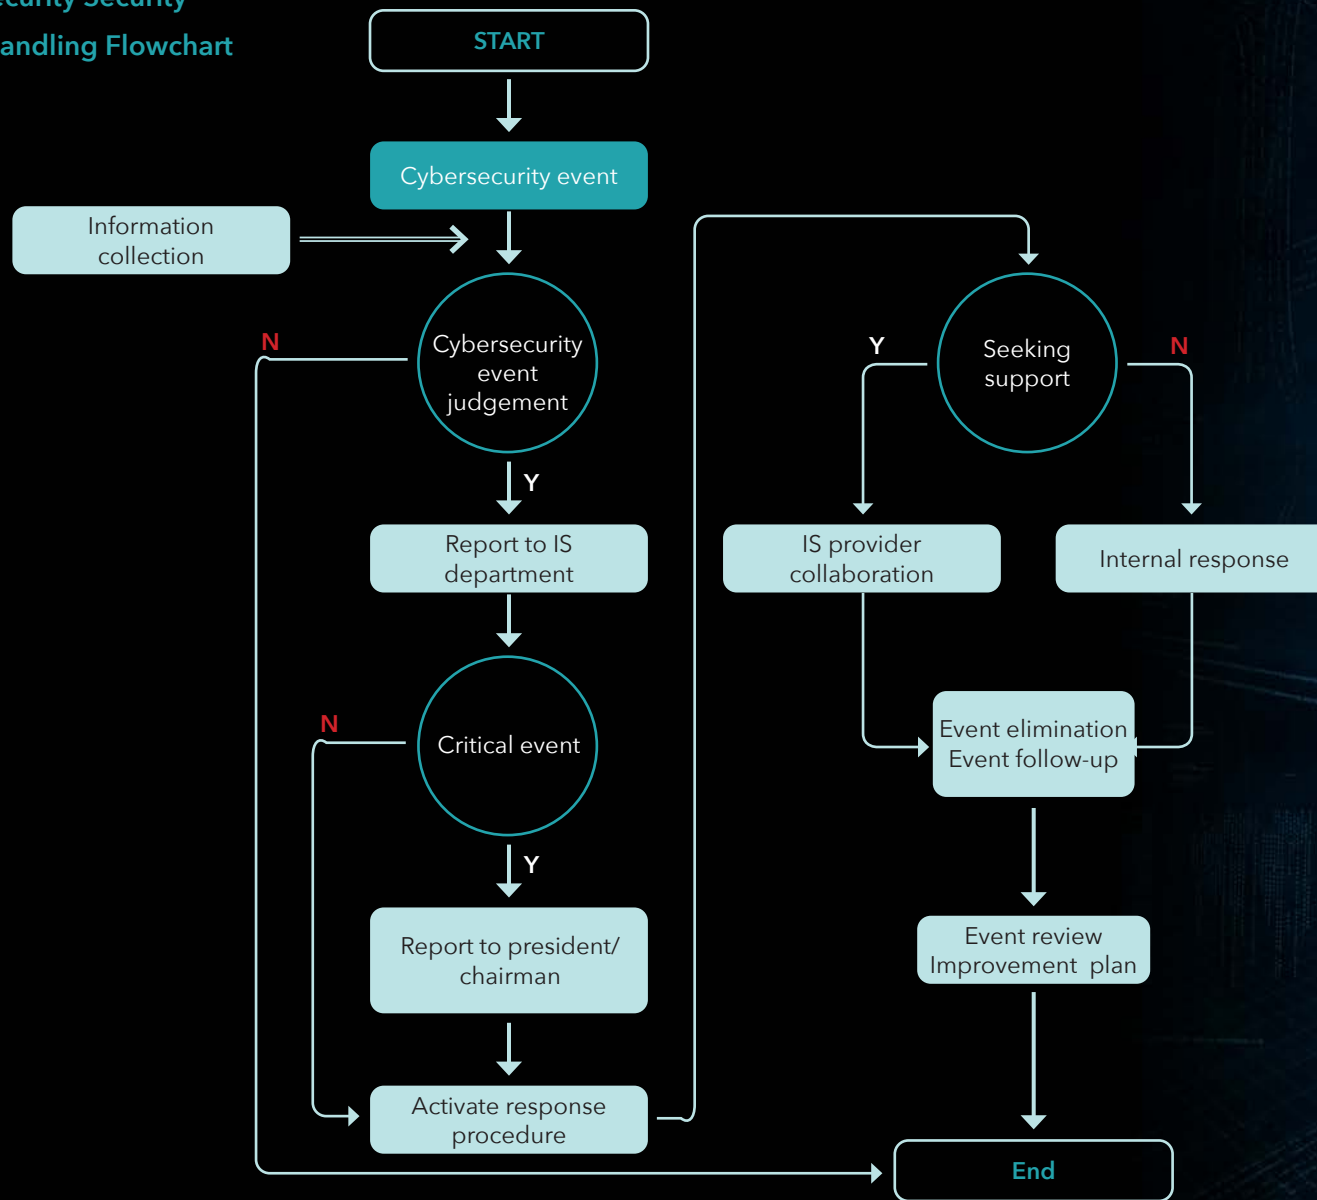 Security
andling Flowchart
START
Cybersecurity event
Information
collection
N
Cybersecurity
event
judgement
Y
Report to IS
department
N
Critical event
Y
Report to president/
chairman
Activate response
procedure
Y
Seeking
support
N
IS provider
collaboration
Internal response
Event elimination
Event follow-up
Event review
Improvement plan
End